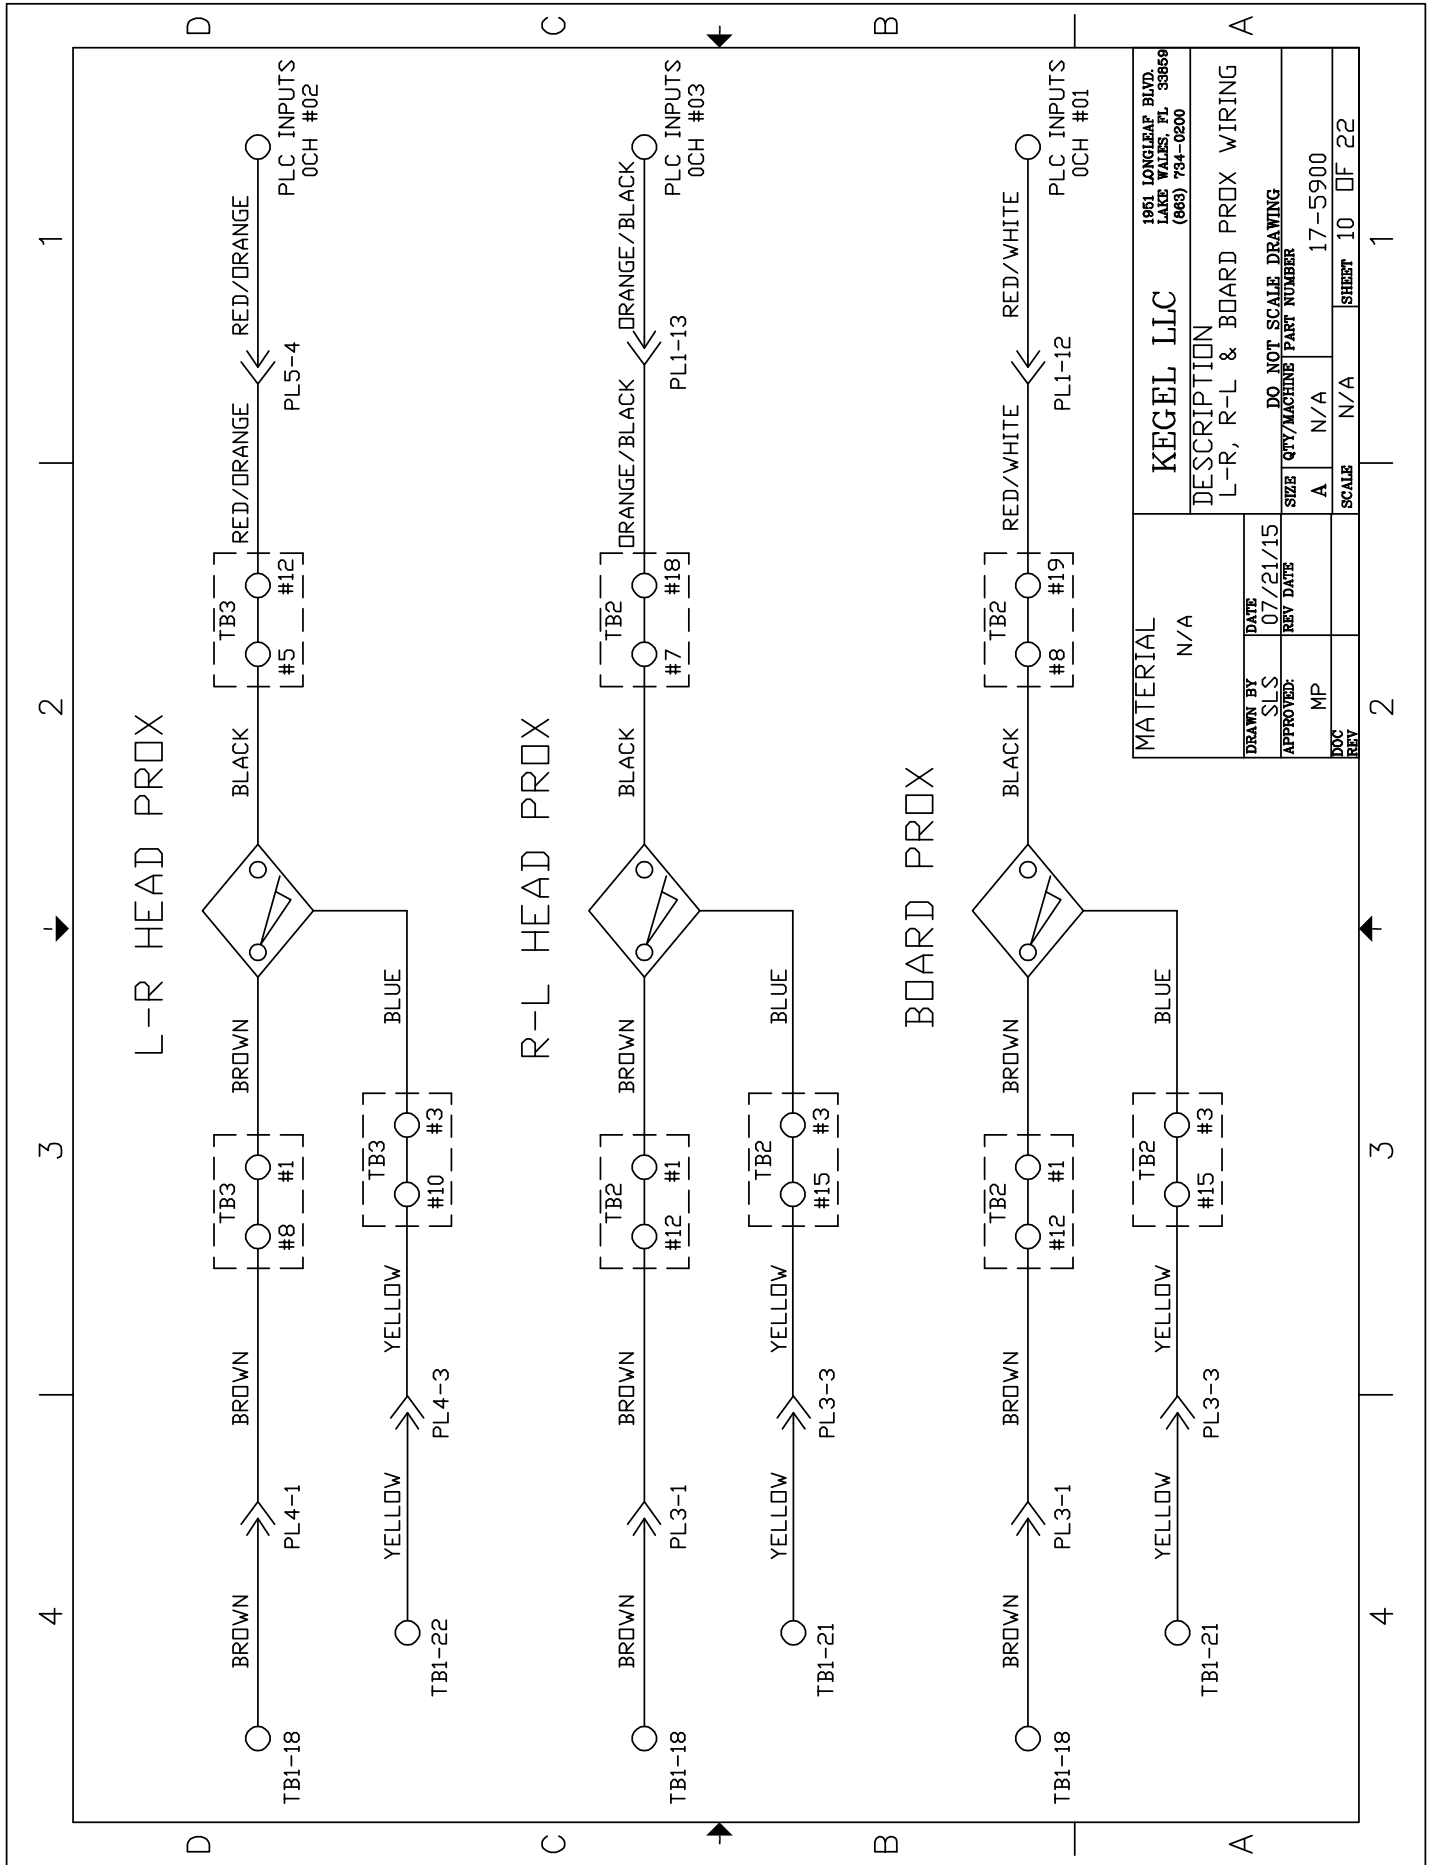 4
3
2
1
D
D
L-R HEAD PROX
TB1-18
BROWN
PL4-1
BROWN
TB3
#8
#1
BROWN
BLACK
TB3
#5
#12
RED/ORANGE
PL5-4
RED/ORANGE
PLC INPUTS
0CH #02
TB1-22
YELLOW
PL4-3
YELLOW
TB3
#10
#3
BLUE
C
C
R-L HEAD PROX
TB1-18
BROWN
PL3-1
BROWN
TB2
#12
#1
BROWN
BLACK
TB2
#7
#18
ORANGE/BLACK
PL1-13
ORANGE/BLACK
PLC INPUTS
0CH #03
TB1-21
YELLOW
PL3-3
YELLOW
TB2
#15
#3
BLUE
B
B
BOARD PROX
TB1-18
BROWN
PL3-1
BROWN
TB2
#12
#1
BROWN
BLACK
TB2
#8
#19
RED/WHITE
PL1-12
RED/WHITE
PLC INPUTS
0CH #01
TB1-21
YELLOW
PL3-3
YELLOW
TB2
#15
#3
BLUE
A
A
MATERIAL
N/A
DRAWN BY
SLS
DATE
07/21/15
APPROVED:
MP
REV DATE
DOC
REV
KEGEL LLC
1951 LONGLEAF BLVD.
LAKE WALES, FL 33859
(863) 734-0200
DESCRIPTION
L-R, R-L & BOARD PROX WIRING
DO NOT SCALE DRAWING
SIZE
A
QTY/MACHINE
N/A
PART NUMBER
17-5900
SCALE
N/A
SHEET
10 OF 22
4
3
2
1